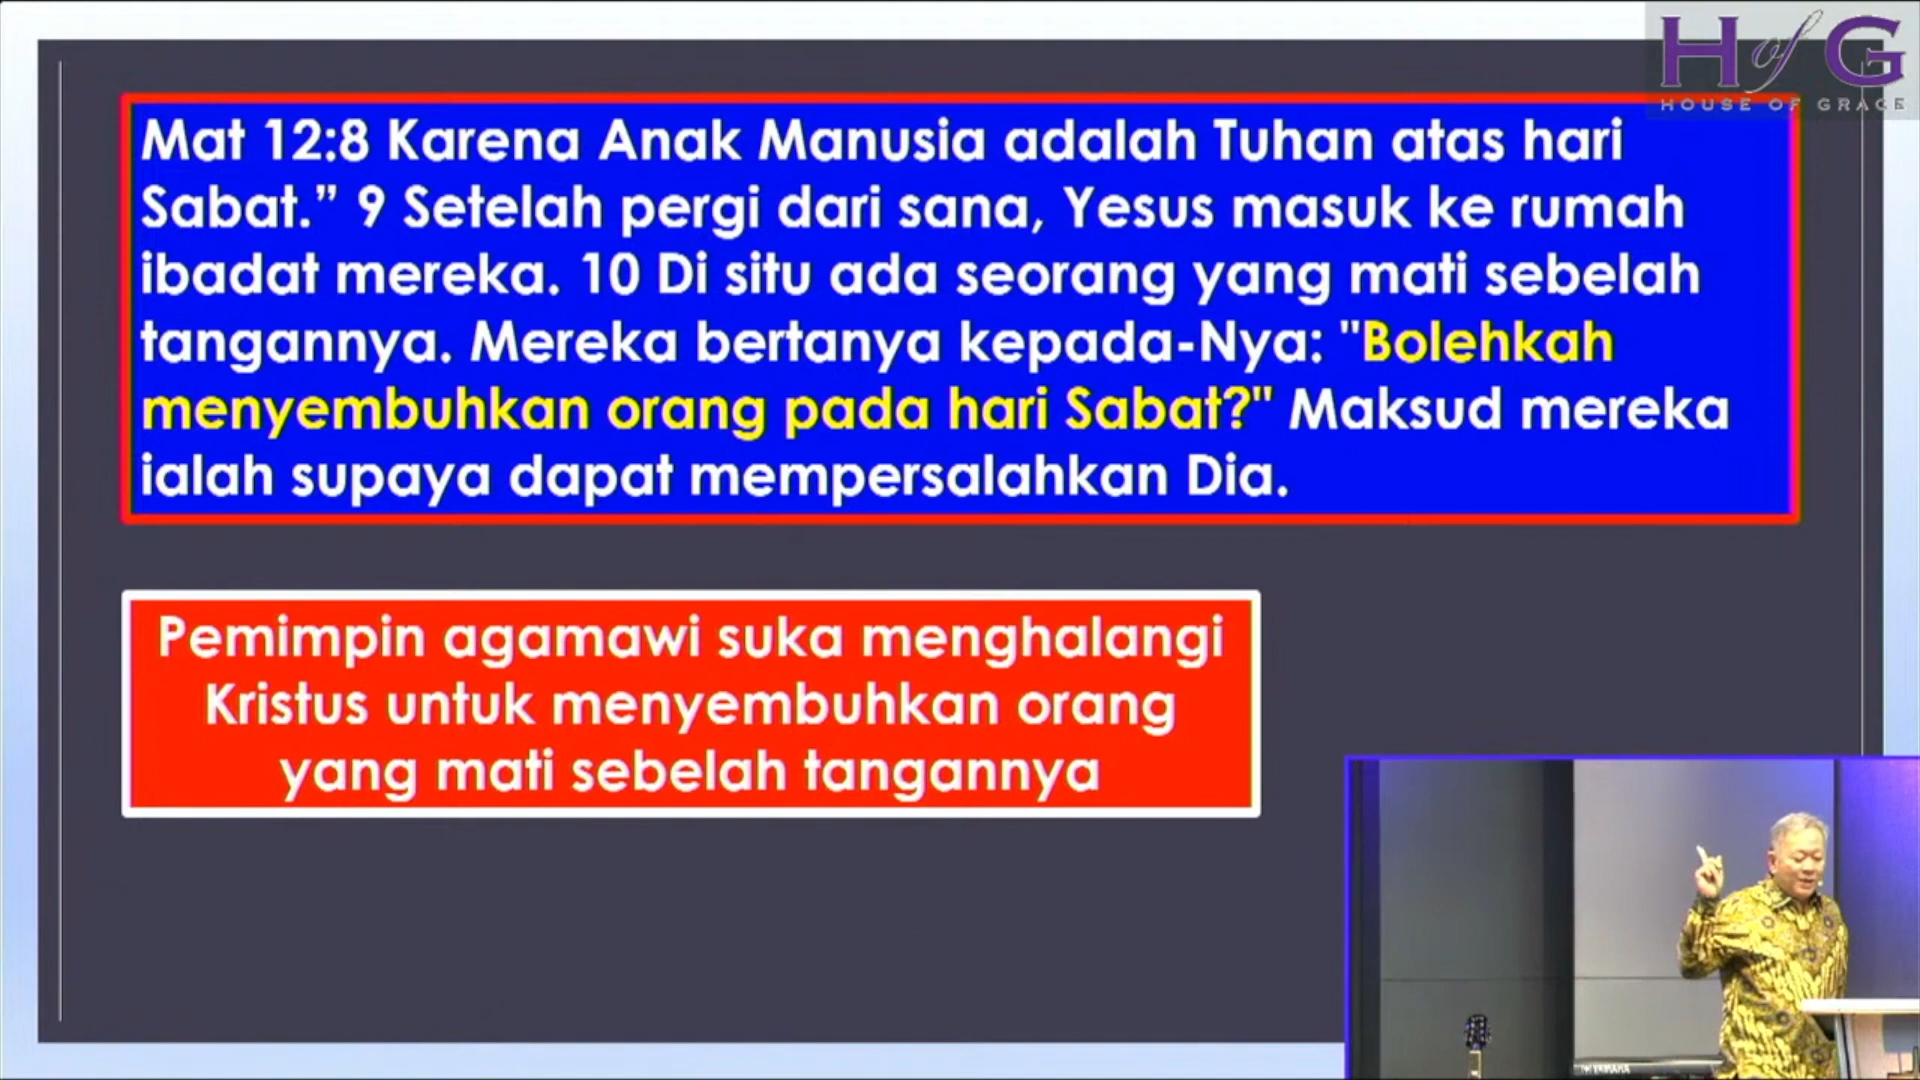 H of G
HOUSE OF GRACE
Mat 12:8 Karena Anak Manusia adalah Tuhan atas hari
Sabat.” 9 Setelah pergi dari sana, Yesus masuk ke rumah
ibadat mereka. 10 Di situ ada seorang yang mati sebelah
tangannya. Mereka bertanya kepada-Nya: "Bolehkah
menyembuhkan orang pada hari Sabat?" Maksud mereka
ialah supaya dapat mempersalahkan Dia.
Pemimpin agamawi suka menghalangi
Kristus untuk menyembuhkan orang
yang mati sebelah tangannya
YAMAHA